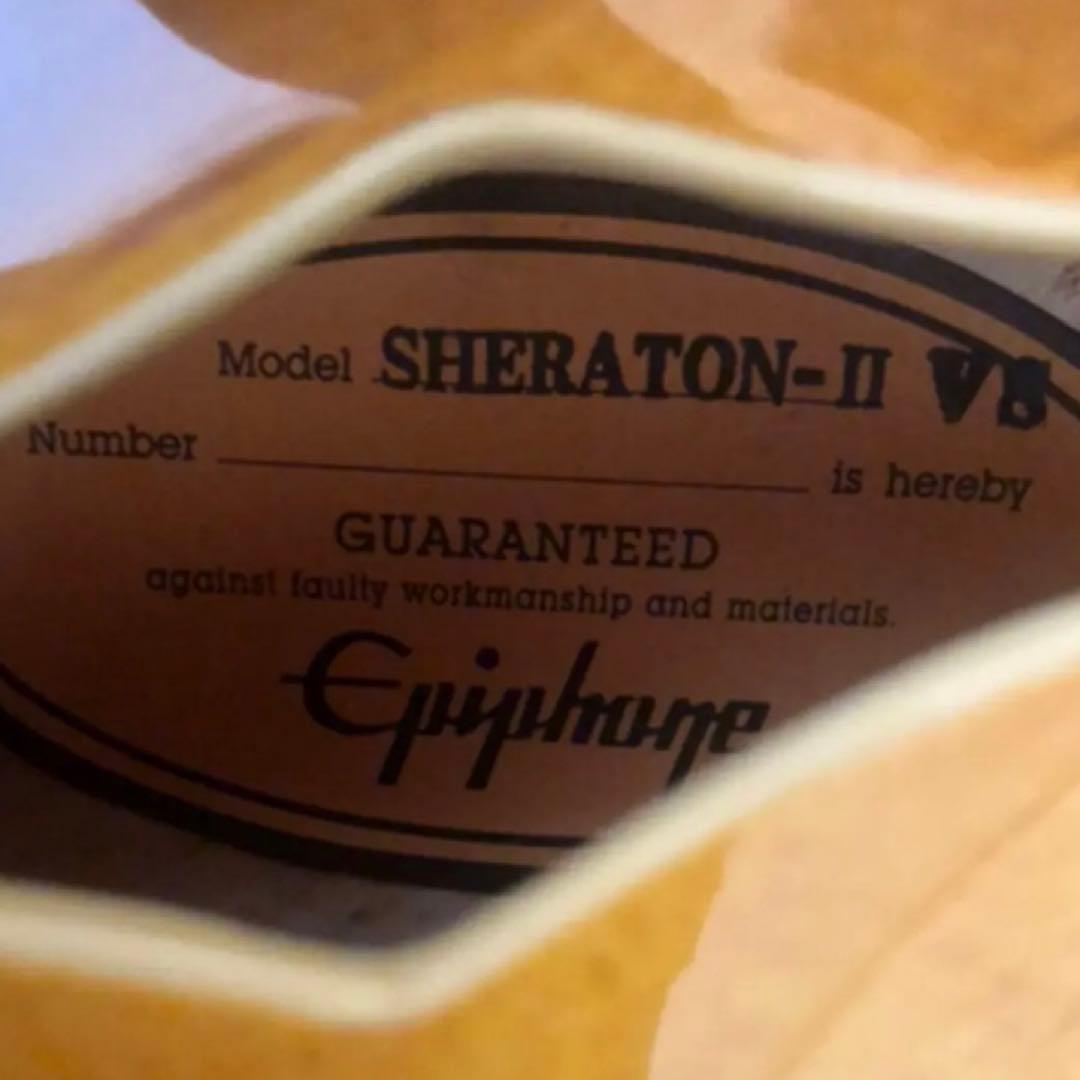 Model SHERATON-II VS
Number is hereby
GUARANTEED
against faulty workmanship and materials.
Epiphone